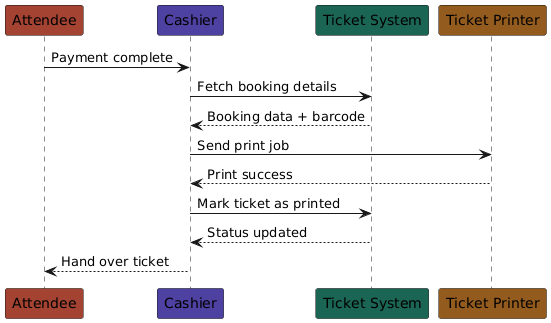 Attendee Cashier Ticket System Ticket Printer
Payment complete
Fetch booking details
Booking data + barcode
Send print job
Print success
Mark ticket as printed
Status updated
Hand over ticket
Attendee Cashier Ticket System Ticket Printer